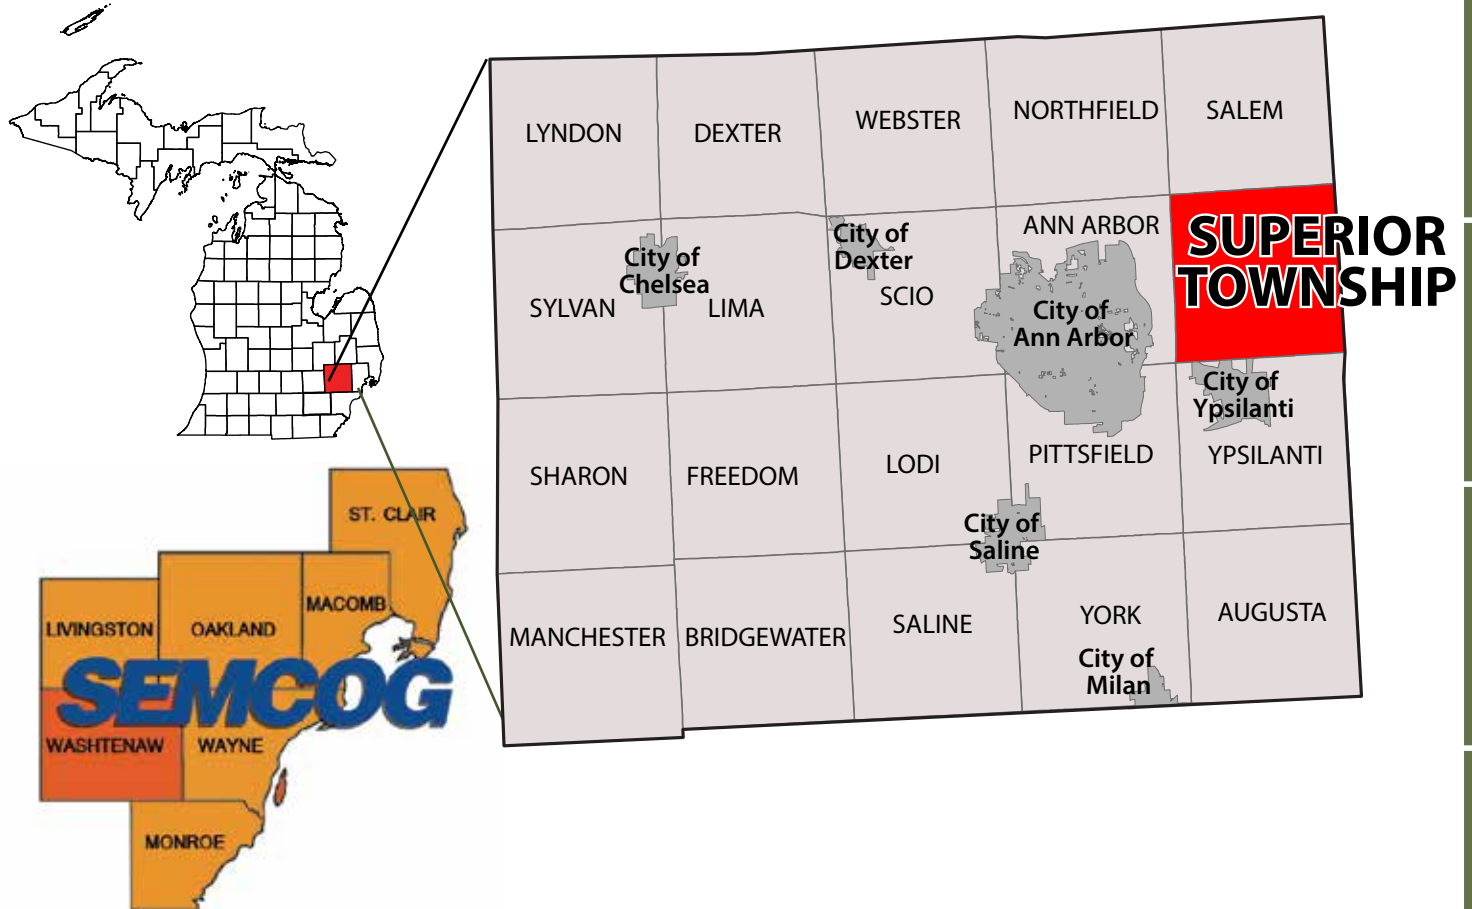 LYNDON
DEXTER
WEBSTER
NORTHFIELD
SALEM
SYLVAN
City of
Chelsea
LIMA
City of
Dexter
SCIO
ANN ARBOR
City of
Ann Arbor
SUPERIOR
TOWNSHIP
City of
Ypsilanti
SHARON
FREEDOM
LODI
PITTSFIELD
YPSILANTI
City of
Saline
MANCHESTER
BRIDGEWATER
SALINE
YORK
AUGUSTA
City of
Milan
ST. CLAIR
LIVINGSTON
OAKLAND
MACOMB
SEMCOG
WASHTENAW
WAYNE
MONROE